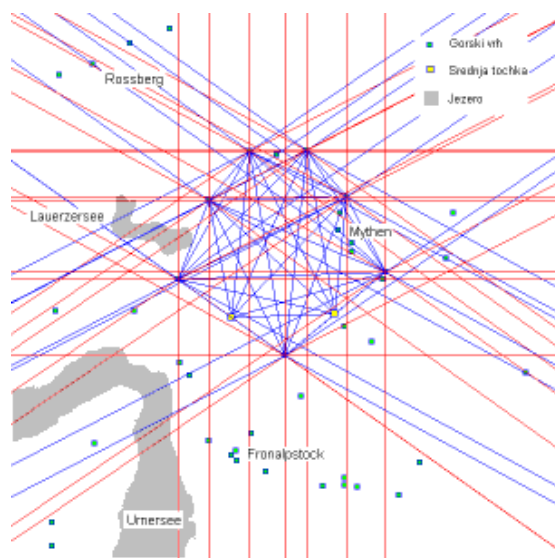 Gorski vrh
Rossberg
Srednja tochka
Jezero
Lauerzersee
Mythen
Fronalpstock
Urnersee